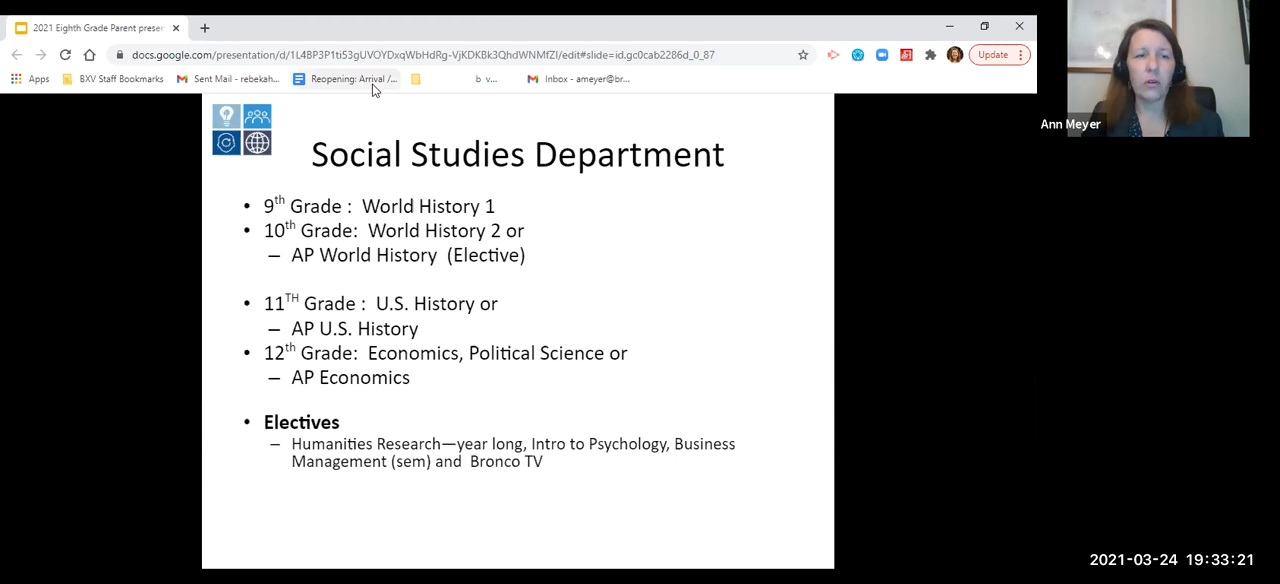 2021 Eighth Grade Parent presen
docs.google.com/presentation/d/1L4BP3P1ti53gUVOYDxqWbHdRg-VjKDKBk3QhdWNMfZI/edit#slide=id.gc0cab2286d_0_87
Update
Apps
BXV Staff Bookmarks
Sent Mail - rebekah...
Reopening: Arrival /...
b v...
Inbox - ameyer@br...
Ann Meyer
Social Studies Department
• 9th Grade : World History 1
• 10th Grade: World History 2 or
– AP World History (Elective)
• 11TH Grade : U.S. History or
– AP U.S. History
• 12th Grade: Economics, Political Science or
– AP Economics
• Electives
– Humanities Research—year long, Intro to Psychology, Business
Management (sem) and Bronco TV
2021-03-24 19:33:21